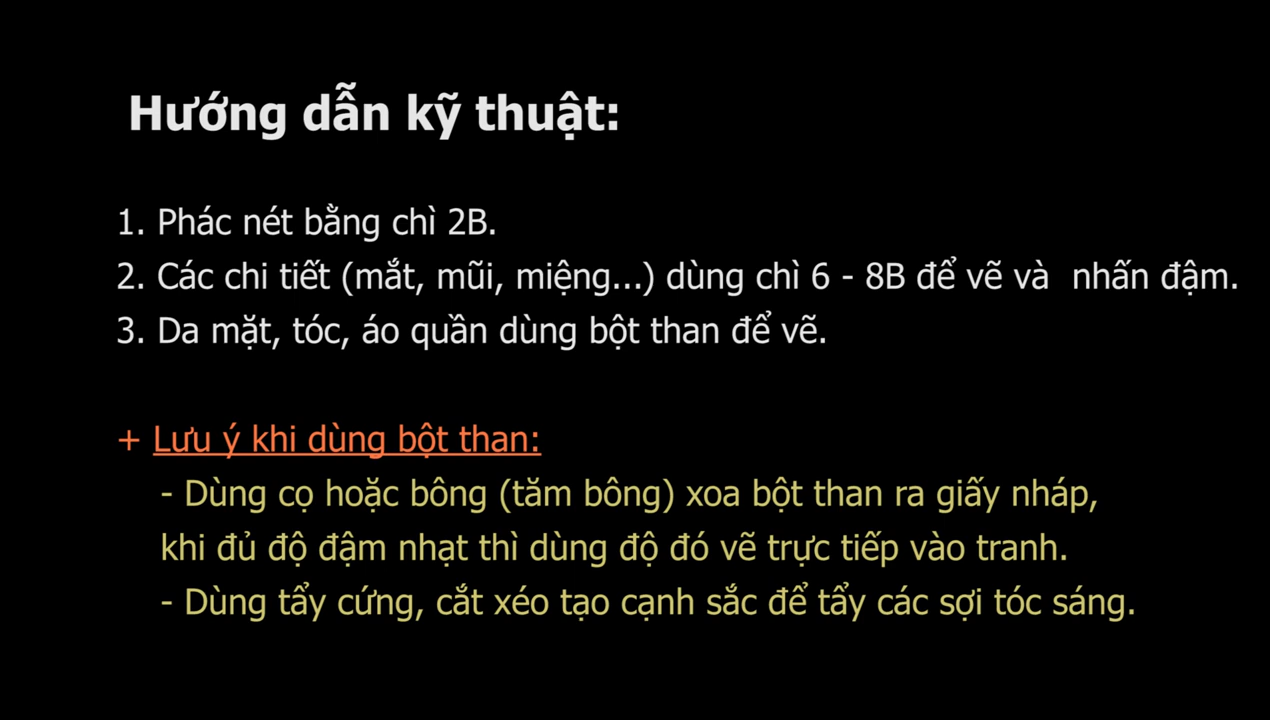 Hướng dẫn kỹ thuật:
1. Phác nét bằng chì 2B.
2. Các chi tiết (mắt, mũi, miệng...) dùng chì 6 - 8B để vẽ và  nhấn đậm.
3. Da mặt, tóc, áo quần dùng bột than để vẽ.
+ Lưu ý khi dùng bột than:
- Dùng cọ hoặc bông (tăm bông) xoa bột than ra giấy nháp,
khi đủ độ đậm nhạt thì dùng độ đó vẽ trực tiếp vào tranh.
- Dùng tẩy cứng, cắt xéo tạo cạnh sắc để tẩy các sợi tóc sáng.